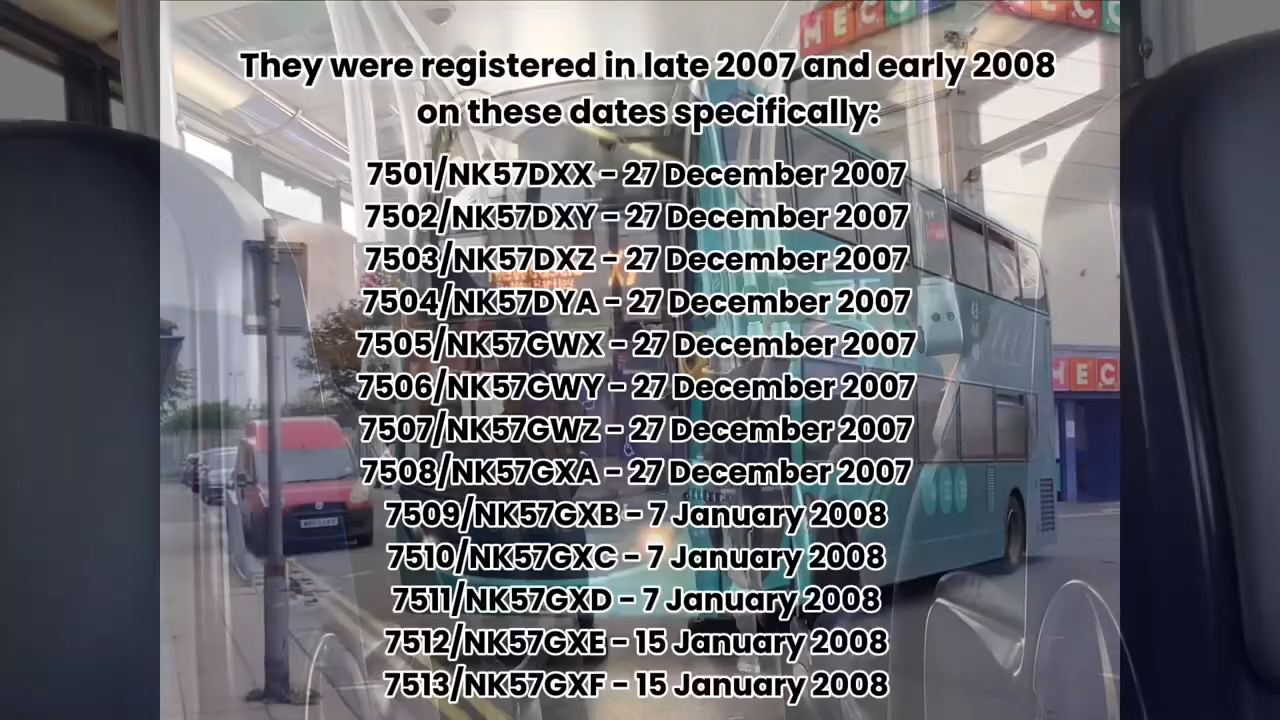 They were registered in late 2007 and early 2008
on these dates specifically:
7501/NK57DXX - 27 December 2007
7502/NK57DXY - 27 December 2007
7503/NK57DXZ - 27 December 2007
7504/NK57DYA - 27 December 2007
7505/NK57GWX - 27 December 2007
7506/NK57GWY - 27 December 2007
7507/NK57GWZ - 27 December 2007
7508/NK57GXA - 27 December 2007
7509/NK57GXB - 7 January 2008
7510/NK57GXC - 7 January 2008
7511/NK57GXD - 7 January 2008
7512/NK57GXE - 15 January 2008
7513/NK57GXF - 15 January 2008